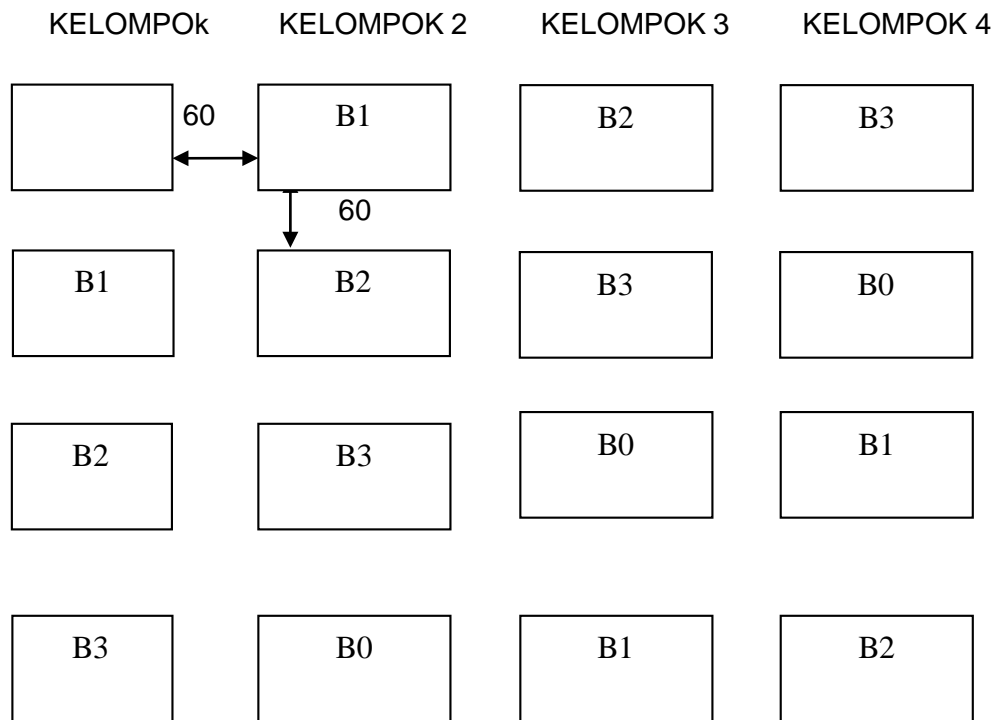 KELOMPOk KELOMPOK 2 KELOMPOK 3 KELOMPOK 4
60 B1 B2 B3
60
B1 B2 B3 B0
B2 B3 B0 B1
B3 B0 B1 B2